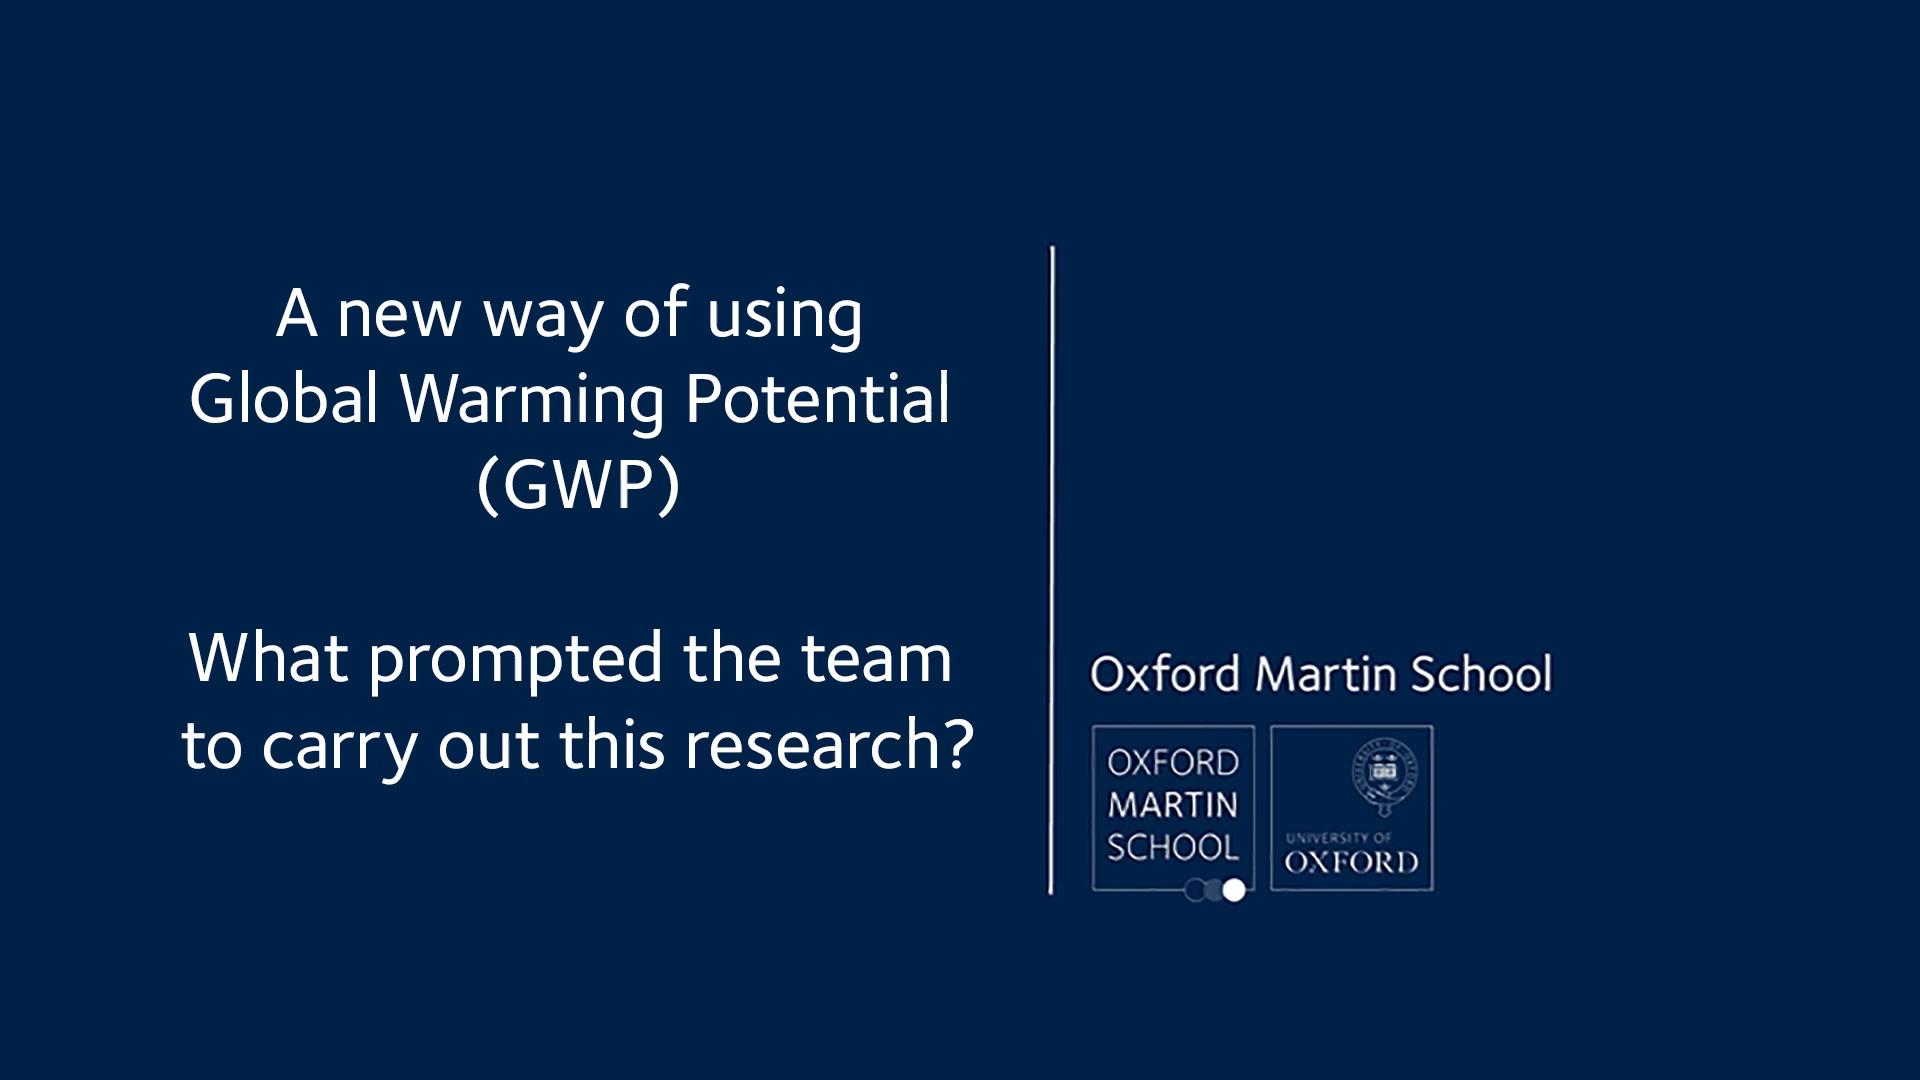 A new way of using
Global Warming Potential
(GWP)
What prompted the team
to carry out this research?
Oxford Martin School
OXFORD
MARTIN
SCHOOL
UNIVERSITY OF
OXFORD